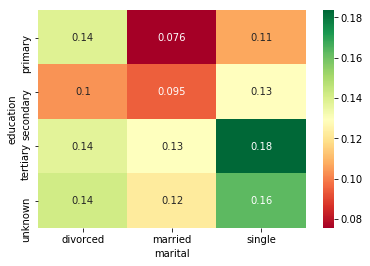 education
primary
secondary
tertiary
unknown
0.14 0.076 0.11
0.1 0.095 0.13
0.14 0.13 0.18
0.14 0.12 0.16
divorced married single
marital
0.18
0.16
0.14
0.12
0.10
0.08